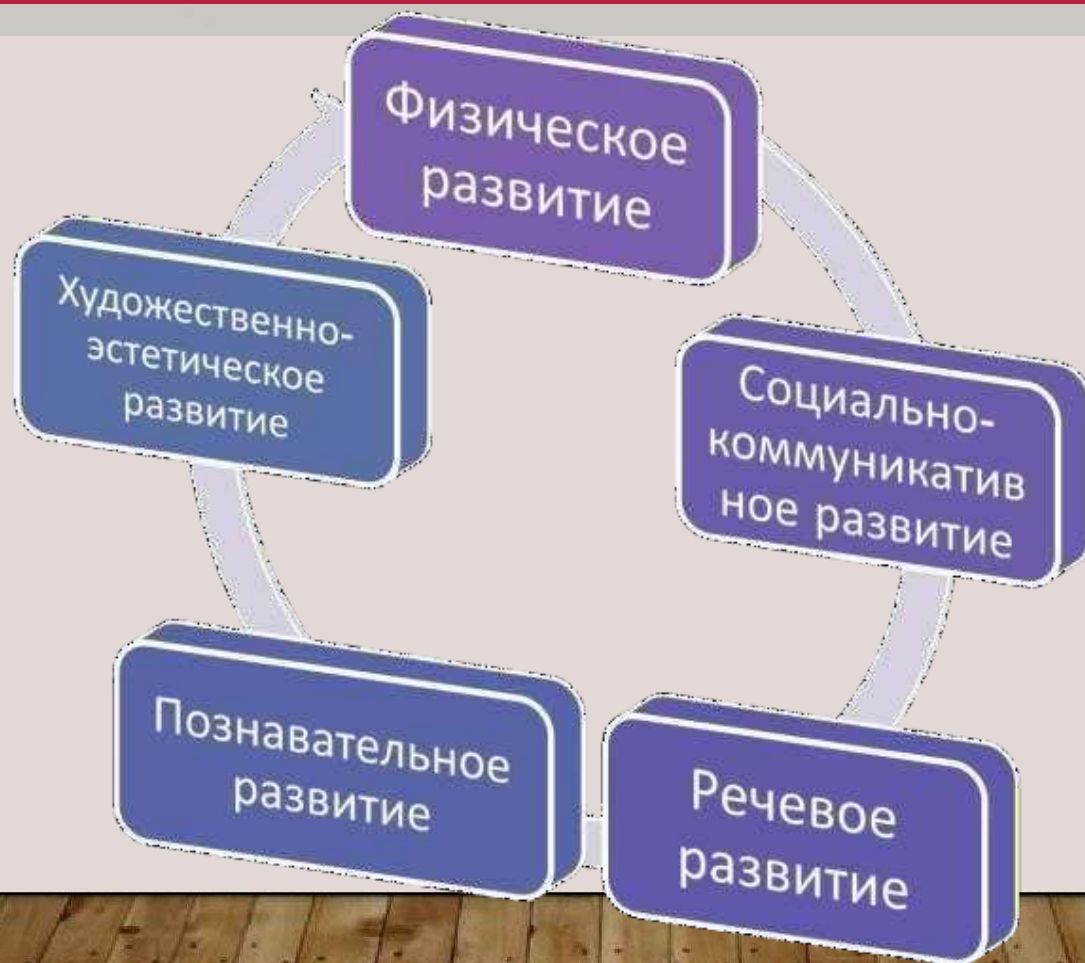 Физическое
развитие
Социально-
коммуникатив
ное развитие
Речевое
развитие
Познавательное
развитие
Художественно-
эстетическое
развитие